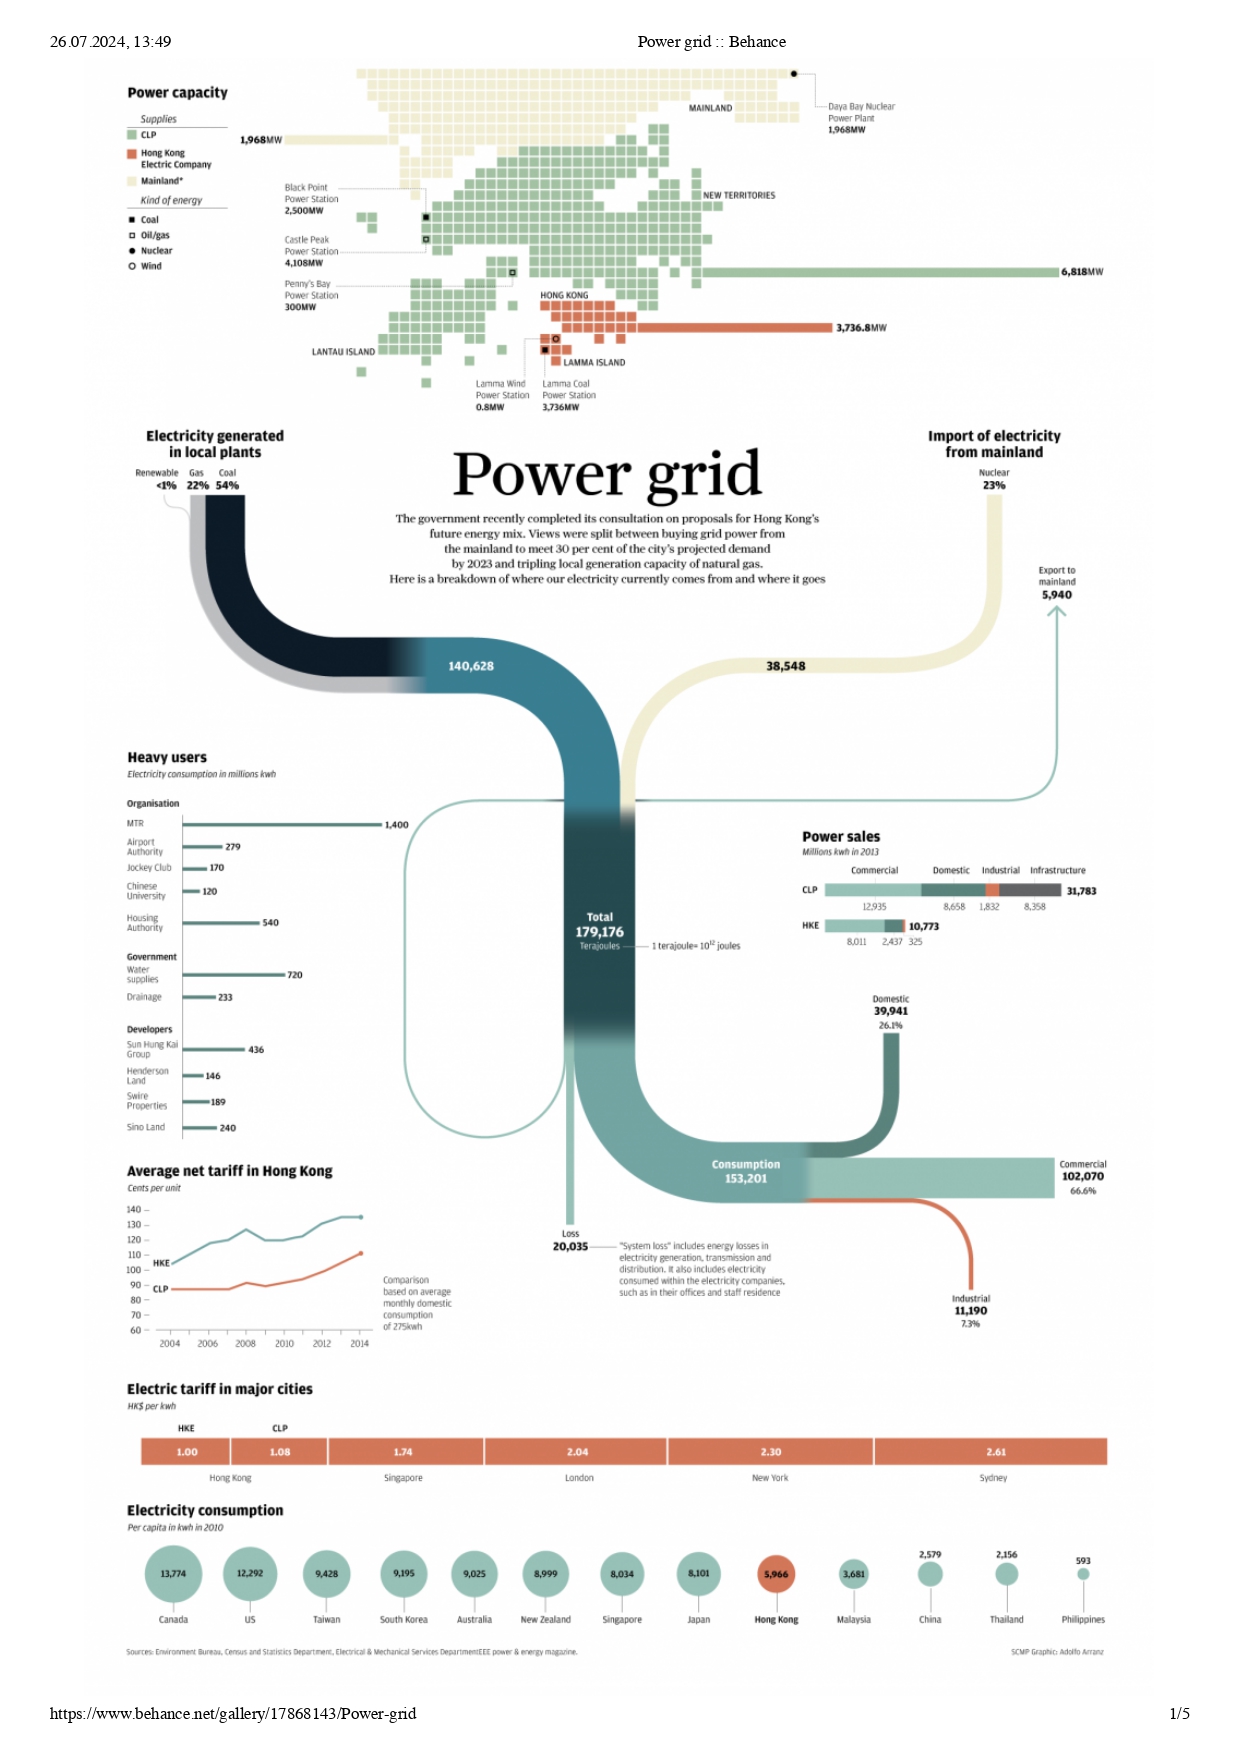 26.07.2024, 13:49
Power grid :: Behance
Power capacity
Supplies
CLP
Hong Kong
Electric Company
Mainland*
Kind of energy
Coal
Oil/gas
Nuclear
Wind
1,968MW
MAINLAND
Daya Bay Nuclear
Power Plant
1,968MW
Black Point
Power Station
2,500MW
NEW TERRITORIES
Castle Peak
Power Station
4,108MW
6,818MW
Penny's Bay
Power Station
300MW
HONG KONG
3,736.8MW
LANTAU ISLAND
LAMMA ISLAND
Lamma Wind
Power Station
0.8MW
Lamma Coal
Power Station
3,736MW
Electricity generated
in local plants
Renewable Gas Coal
<1% 22% 54%
Power grid
The government recently completed its consultation on proposals for Hong Kong's
future energy mix. Views were split between buying grid power from
the mainland to meet 30 per cent of the city's projected demand
by 2023 and tripling local generation capacity of natural gas.
Here is a breakdown of where our electricity currently comes from and where it goes
Import of electricity
from mainland
Nuclear
23%
Export to
mainland
5,940
140,628
38,548
Heavy users
Electricity consumption in millions kwh
Organisation
MTR
1,400
Airport
Authority
279
Jockey Club
170
Chinese
University
120
Housing
Authority
540
Government
Water
supplies
720
Drainage
233
Developers
Sun Hung Kai
Group
436
Henderson
Land
146
Swire
Properties
189
Sino Land
240
Total
179,176
Terajoules
1 terajoule= 10¹² joules
Power sales
Millions kwh in 2013
Commercial Domestic Industrial Infrastructure
CLP
31,783
12,935 8,658 1,832 8,358
HKE
10,773
8,011 2,437 325
Domestic
39,941
26.1%
Consumption
153,201
Commercial
102,070
66.6%
Loss
20,035
"System loss" includes energy losses in
electricity generation, transmission and
distribution. It also includes electricity
consumed within the electricity companies,
such as in their offices and staff residence
Industrial
11,190
7.3%
Average net tariff in Hong Kong
Cents per unit
140
130
120
110
100
90
80
70
60
HKE
CLP
2004 2006 2008 2010 2012 2014
Comparison
based on average
monthly domestic
consumption
of 275kwh
Electric tariff in major cities
HK$ per kwh
HKE CLP
1.00 1.08 1.74 2.04 2.30 2.61
Hong Kong Singapore London New York Sydney
Electricity consumption
Per capita in kwh in 2010
13,774 12,292 9,428 9,195 9,025 8,999 8,034 8,101 5,966 3,681 2,579 2,156 593
Canada US Taiwan South Korea Australia New Zealand Singapore Japan Hong Kong Malaysia China Thailand Philippines
Sources: Environment Bureau, Census and Statistics Department, Electrical & Mechanical Services DepartmentEEE power & energy magazine.
SCMP Graphic: Adolfo Arranz
https://www.behance.net/gallery/17868143/Power-grid
1/5